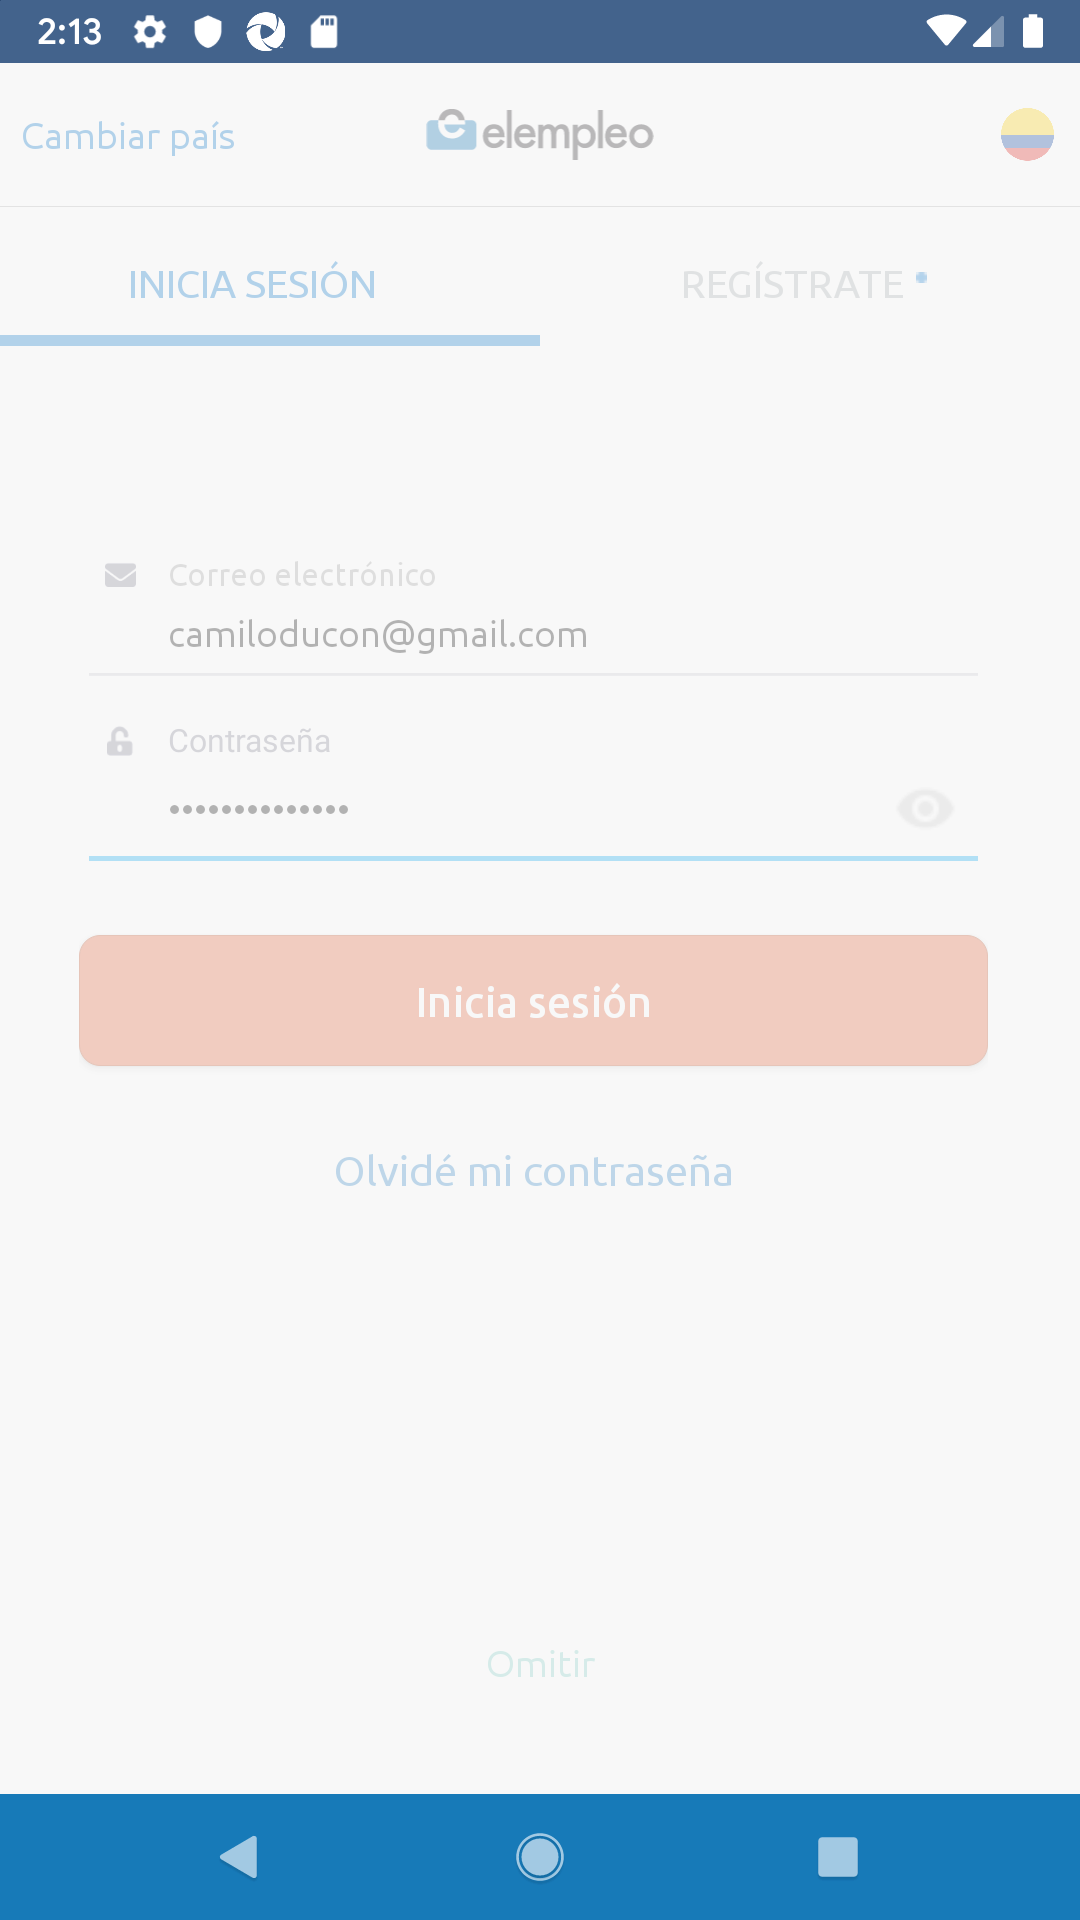 2:13
Cambiar país
elempleo
INICIA SESIÓN
REGÍSTRATE
Correo electrónico
camiloducon@gmail.com
Contraseña
••••••••••••••
Inicia sesión
Olvidé mi contraseña
Omitir